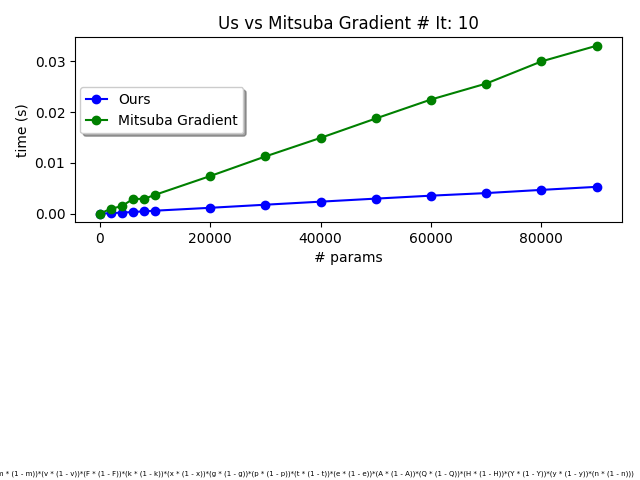 Us vs Mitsuba Gradient # It: 10
0.03
0.02
0.01
0.00
time (s)
Ours
Mitsuba Gradient
0 20000 40000 60000 80000
# params
* (1 - m))*(v * (1 - v))*(F * (1 - F))*(k * (1 - k))*(x * (1 - x))*(g * (1 - g))*(p * (1 - p))*(t * (1 - t))*(e * (1 - e))*(A * (1 - A))*(Q * (1 - Q))*(H * (1 - H))*(Y * (1 - Y))*(y * (1 - y))*(n * (1 - n)))